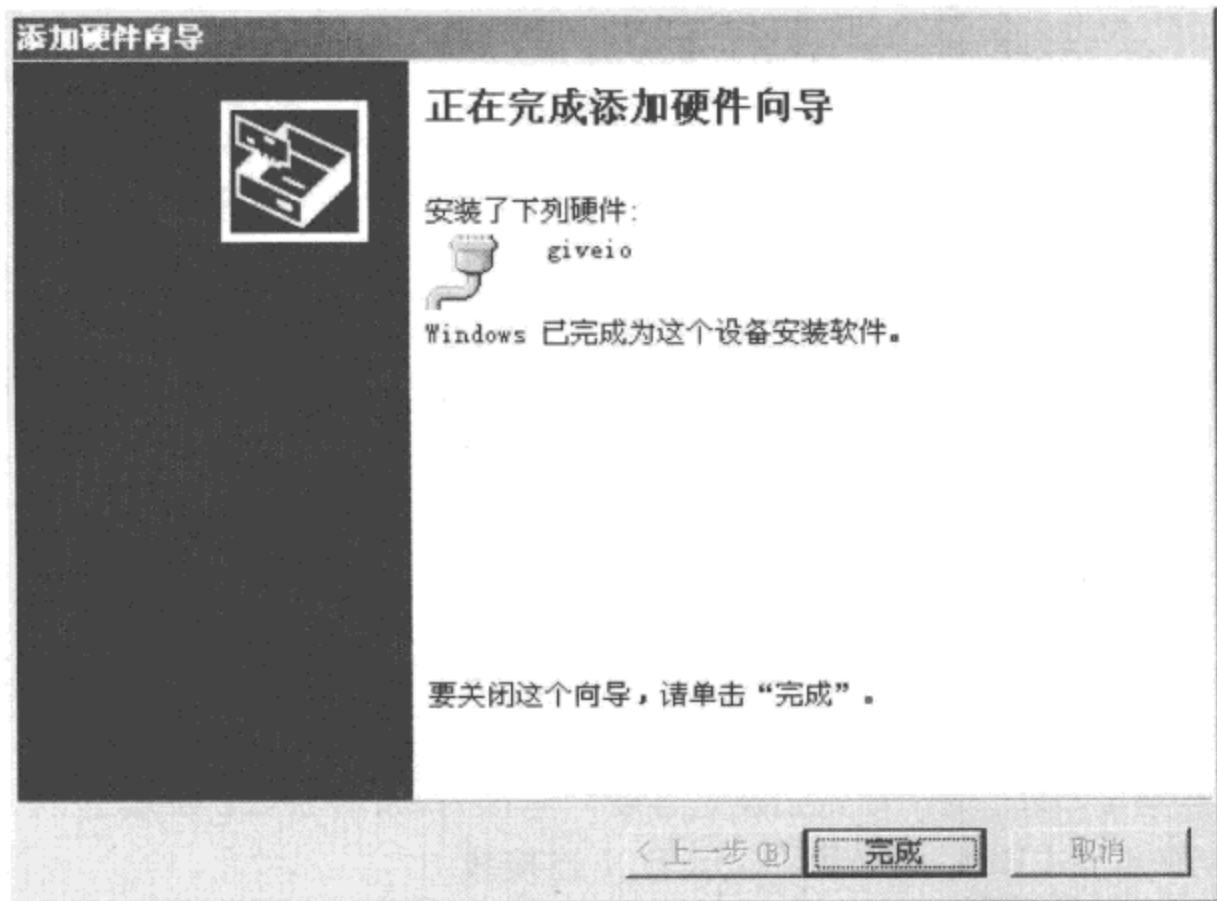 添加硬件向导
正在完成添加硬件向导
安装了下列硬件:
giveio
Windows 已完成为这个设备安装软件。
要关闭这个向导，请单击“完成”。
< 上一步(B)
完成
取消